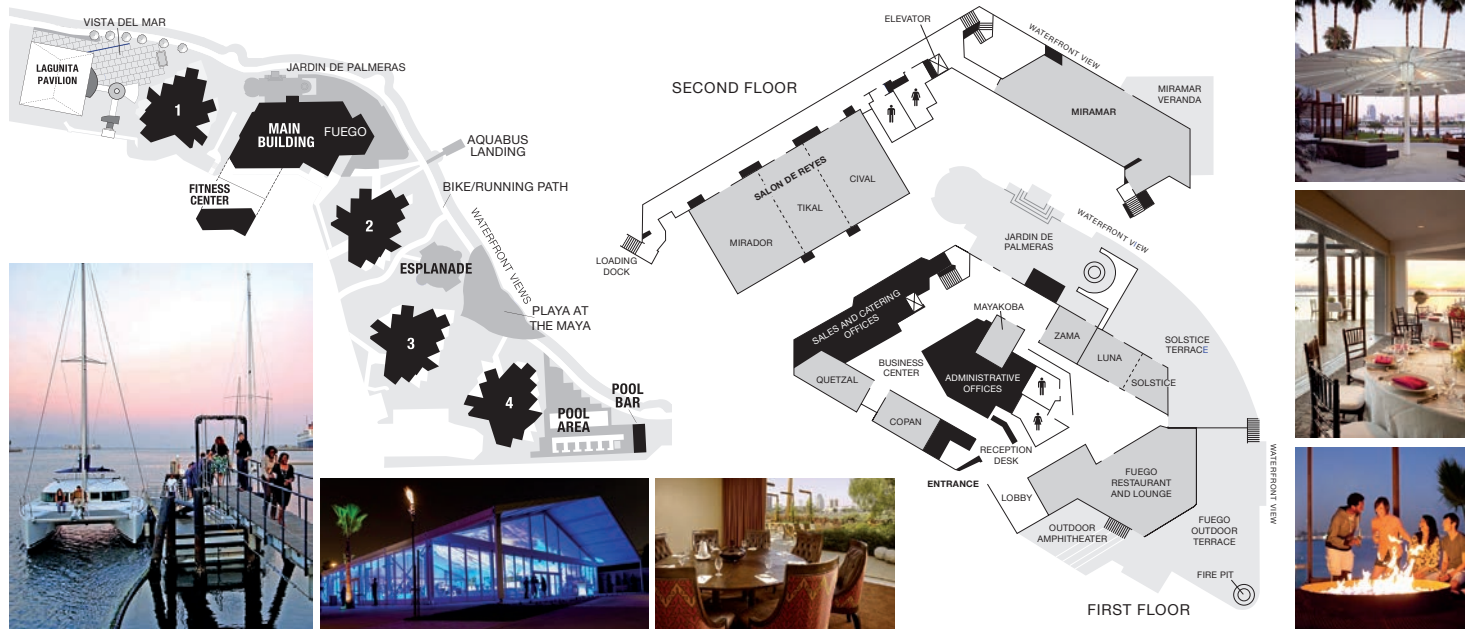 VISTA DEL MAR
LAGUNITA
PAVILION
1
JARDIN DE PALMERAS
MAIN
BUILDING
FUEGO
AQUABUS
LANDING
FITNESS
CENTER
BIKE/RUNNING PATH
2
WATERFRONT VIEWS
ESPLANADE
PLAYA AT
THE MAYA
3
4
POOL
AREA
POOL
BAR
SECOND FLOOR
ELEVATOR
WATERFRONT VIEW
MIRAMAR
MIRAMAR
VERANDA
SALON DE REYES
CIVAL
TIKAL
MIRADOR
LOADING
DOCK
JARDIN DE
PALMERAS
WATERFRONT VIEW
SALES AND CATERING
OFFICES
MAYAKOBA
ZAMA
LUNA
SOLSTICE
SOLSTICE
TERRACE
BUSINESS
CENTER
QUETZAL
ADMINISTRATIVE
OFFICES
COPAN
RECEPTION
DESK
ENTRANCE
LOBBY
FUEGO
RESTAURANT
AND LOUNGE
WATERFRONT VIEW
OUTDOOR
AMPHITHEATER
FUEGO
OUTDOOR
TERRACE
FIRE PIT
FIRST FLOOR